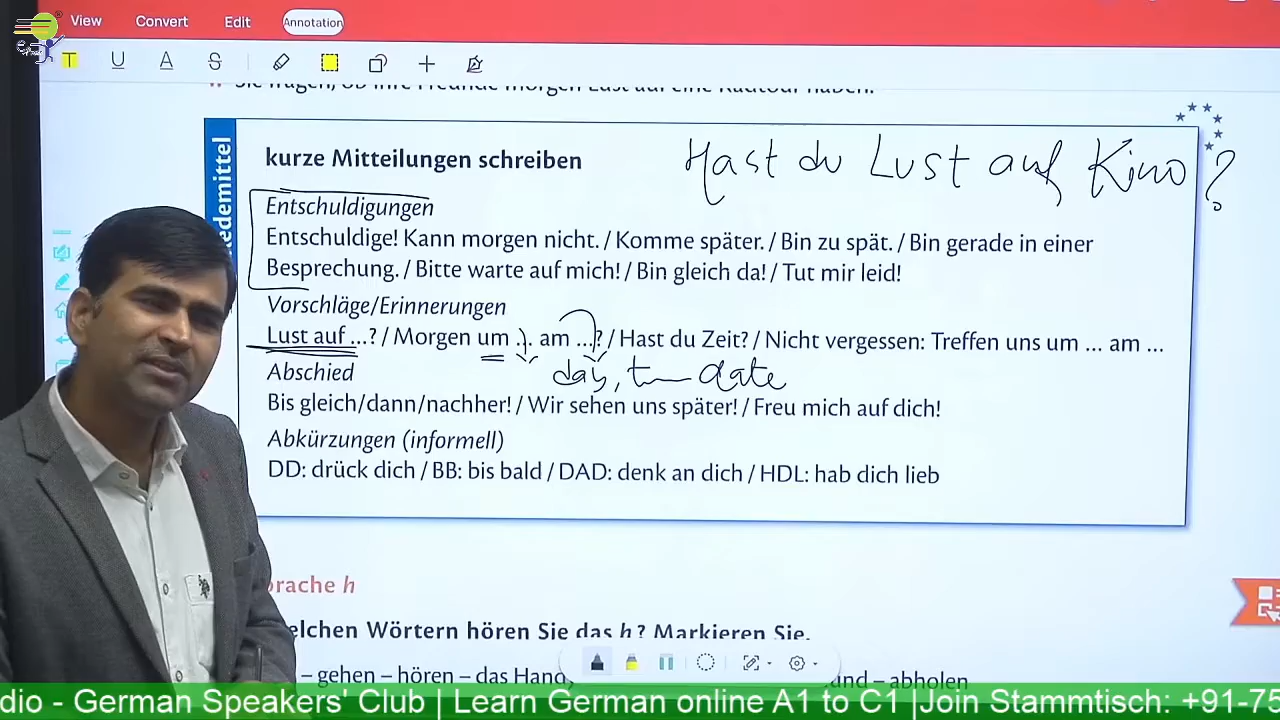 View Convert Edit Annotation
T U A S
Hast du Lust auf Kino?
edemittel
kurze Mitteilungen schreiben
Entschuldigungen
Entschuldige! Kann morgen nicht. / Komme später. / Bin zu spät. / Bin gerade in einer
Besprechung. / Bitte warte auf mich! / Bin gleich da! / Tut mir leid!
Vorschläge/Erinnerungen
Lust auf ...? / Morgen um ... am ...? / Hast du Zeit? / Nicht vergessen: Treffen uns um ... am ...
day, date
Abschied
Bis gleich/dann/nachher! / Wir sehen uns später! / Freu mich auf dich!
Abkürzungen (informell)
DD: drück dich / BB: bis bald / DAD: denk an dich / HDL: hab dich lieb
rache h
elchen Wörtern hören Sie das h? Markieren Sie.
– gehen – hören – das Hand und – abholen
dio - German Speakers' Club | Learn German online A1 to C1 |Join Stammtisch: +91-75